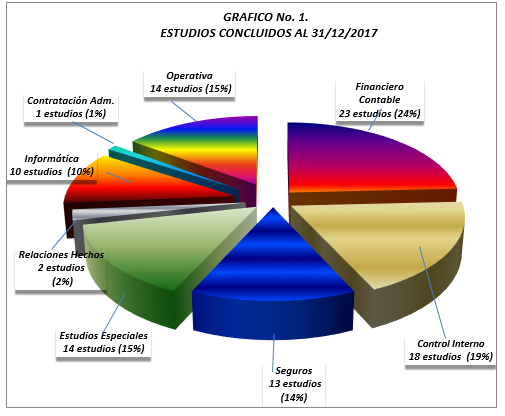 GRAFICO No. 1.
ESTUDIOS CONCLUIDOS AL 31/12/2017
Operativa
14 estudios (15%)
Financiero
Contable
23 estudios (24%)
Contratación Adm.
1 estudios (1%)
Informática
10 estudios (10%)
Relaciones Hechos
2 estudios
(2%)
Estudios Especiales
14 estudios (15%)
Seguros
13 estudios
(14%)
Control Interno
18 estudios (19%)